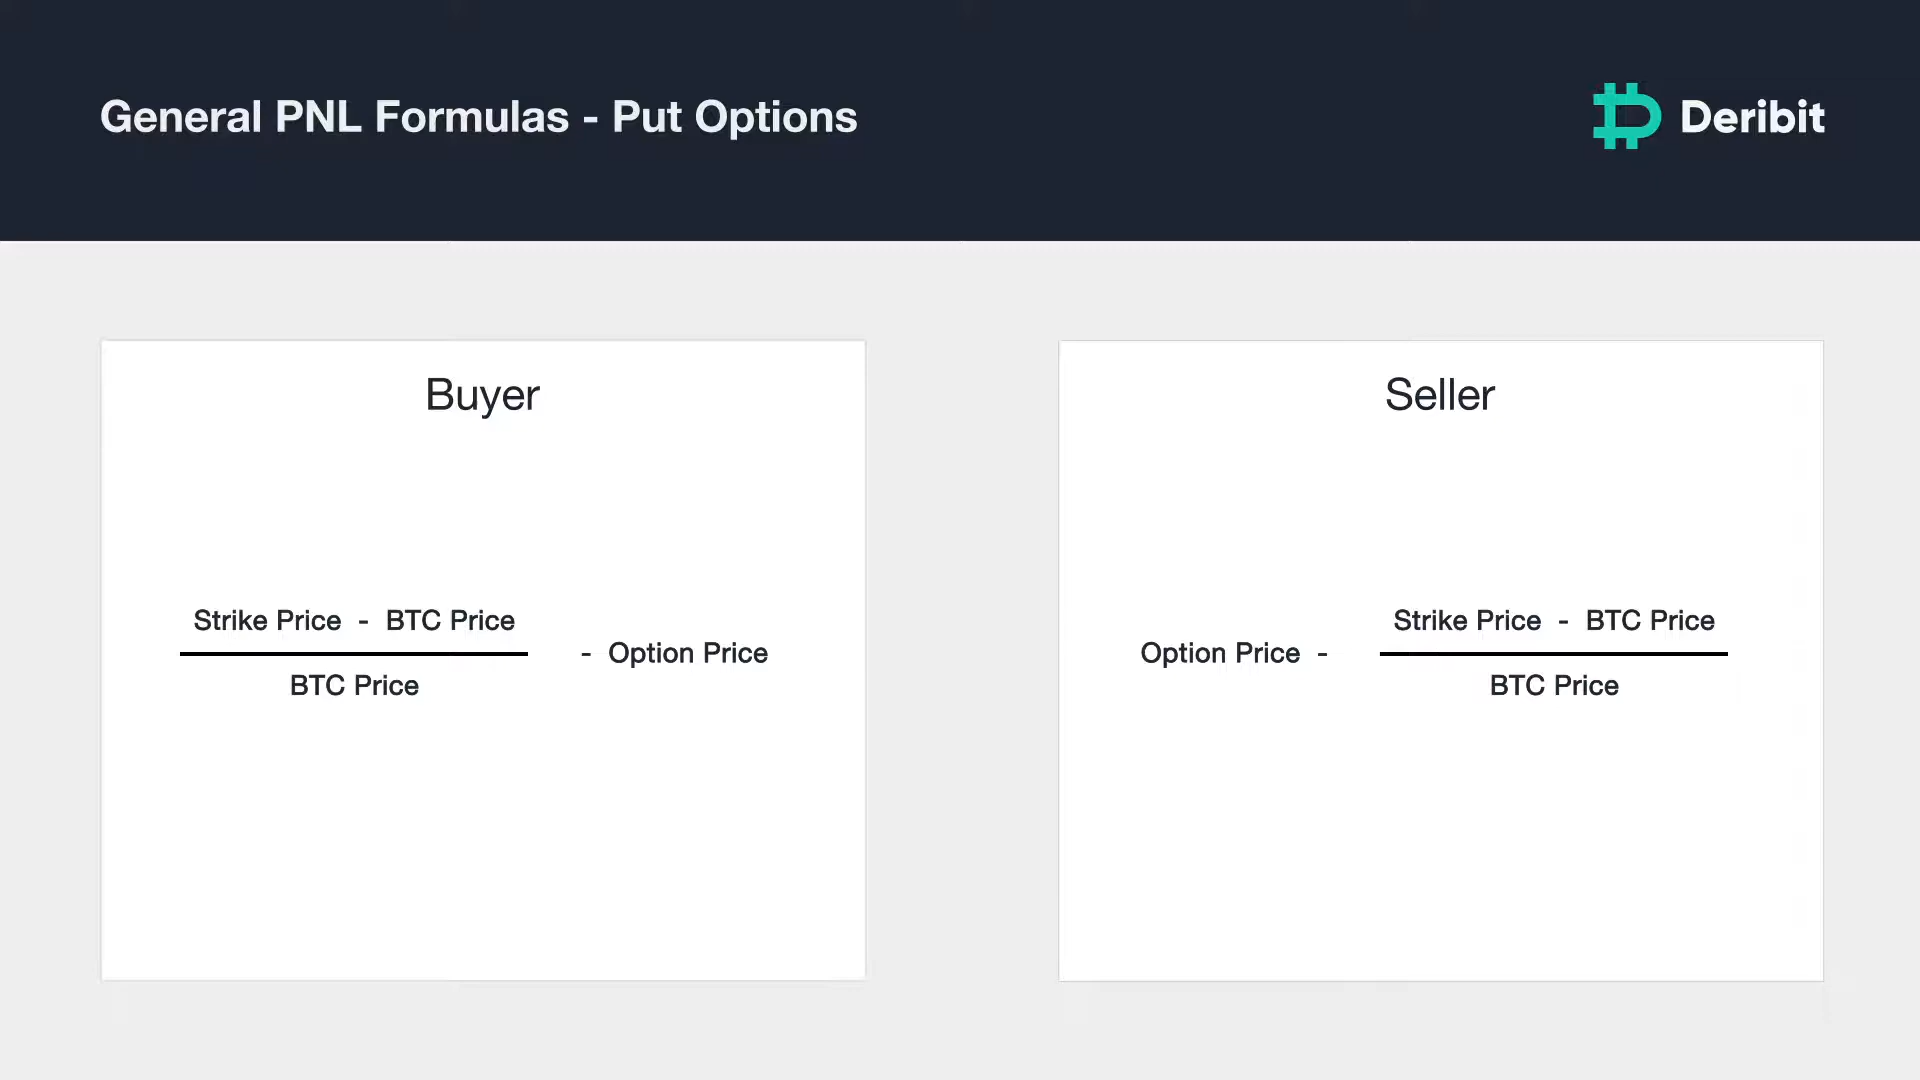 General PNL Formulas - Put Options
Deribit
Buyer
Strike Price - BTC Price
- Option Price
BTC Price
Seller
Strike Price - BTC Price
Option Price -
BTC Price